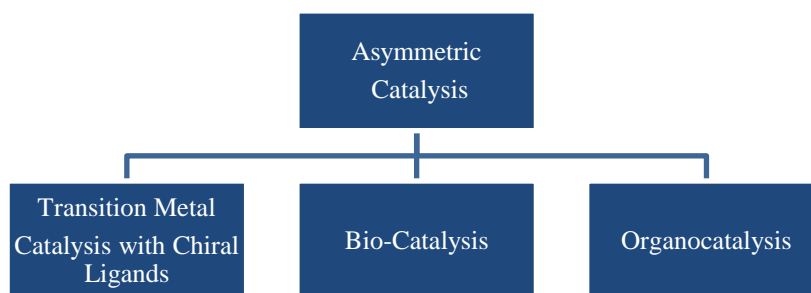 Asymmetric
Catalysis
Transition Metal
Catalysis with Chiral
Ligands
Bio-Catalysis
Organocatalysis